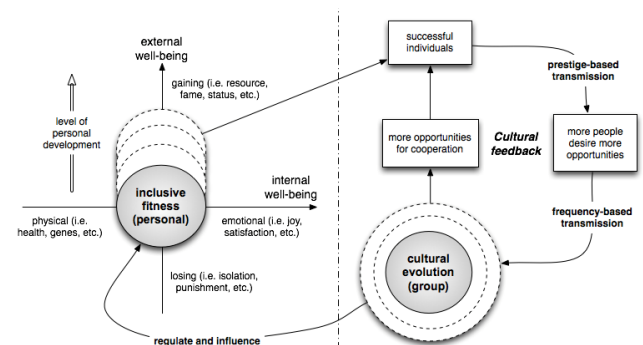 external
well-being
gaining (i.e. resource,
fame, status, etc.)
level of
personal
development
internal
well-being
inclusive
fitness
(personal)
physical (i.e.
health, genes, etc.)
emotional (i.e. joy,
satisfaction, etc.)
losing (i.e. isolation,
punishment, etc.)
regulate and influence
successful
individuals
prestige-based
transmission
more opportunities
for cooperation
Cultural
feedback
more people
desire more
opportunities
frequency-based
transmission
cultural
evolution
(group)